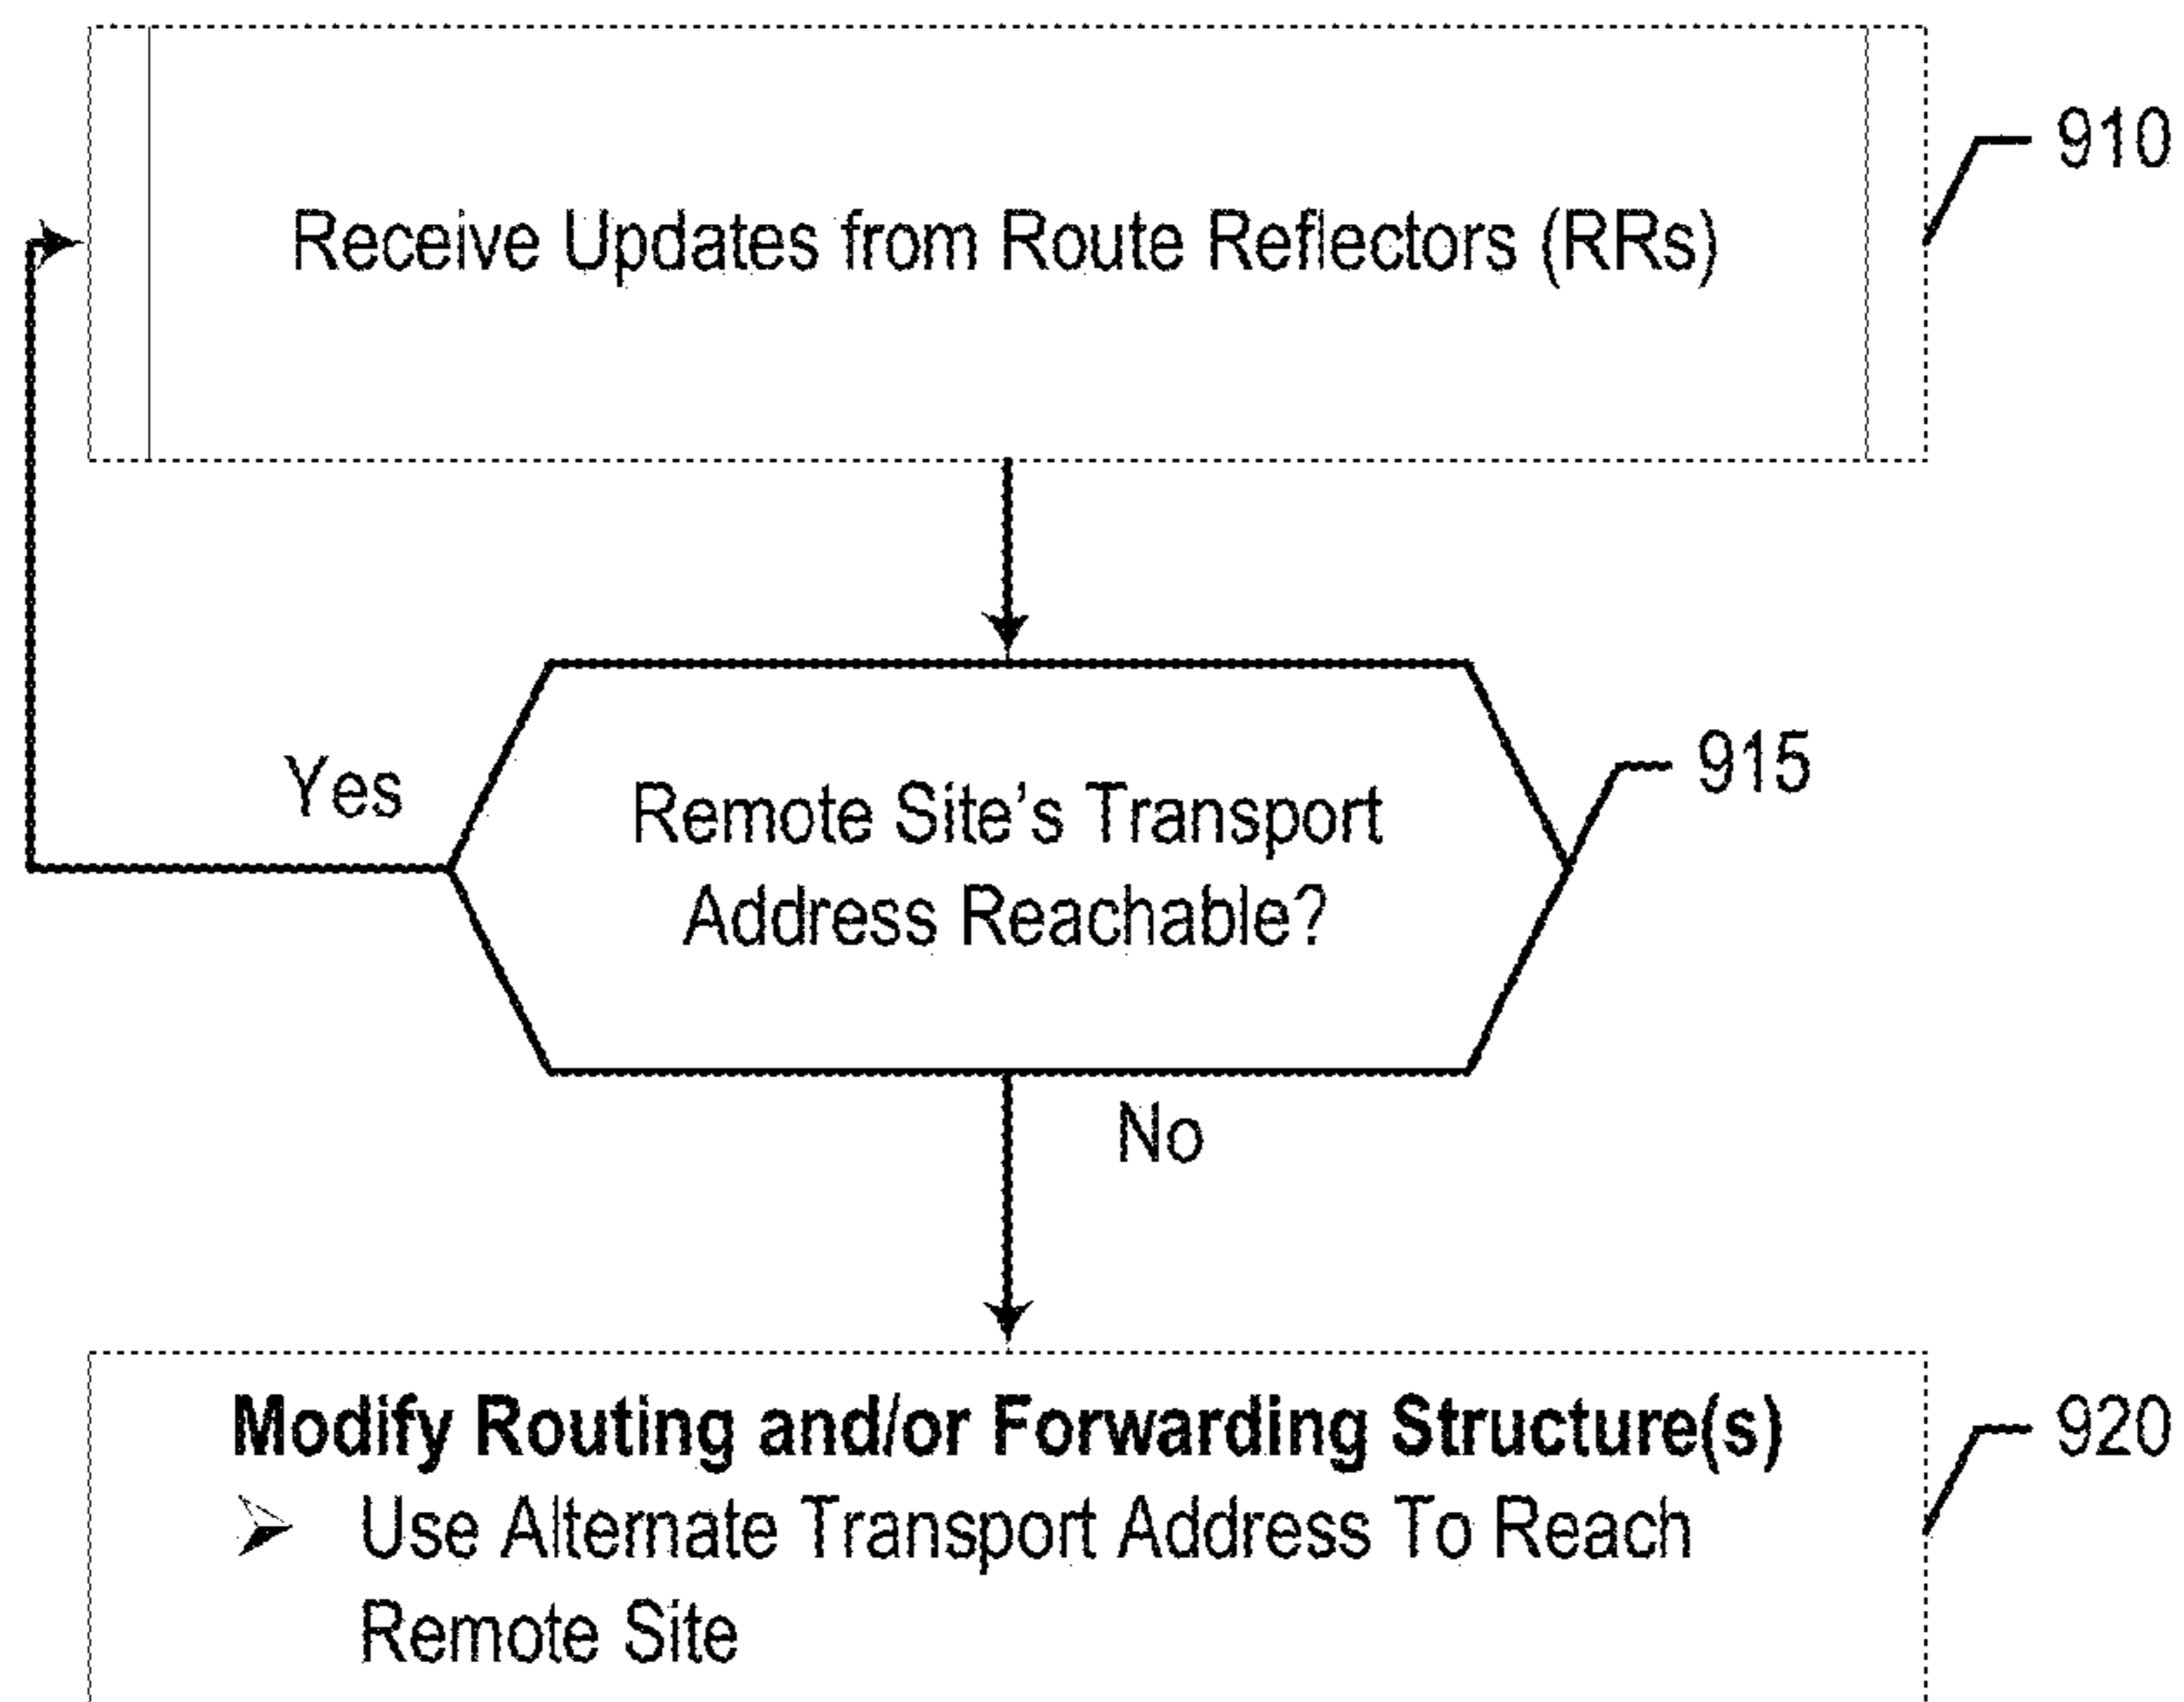 910
Receive Updates from Route Reflectors (RRs)
Yes
Remote Site's Transport
Address Reachable?
915
No
Modify Routing and/or Forwarding Structure(s)
920
➢ Use Alternate Transport Address To Reach
Remote Site